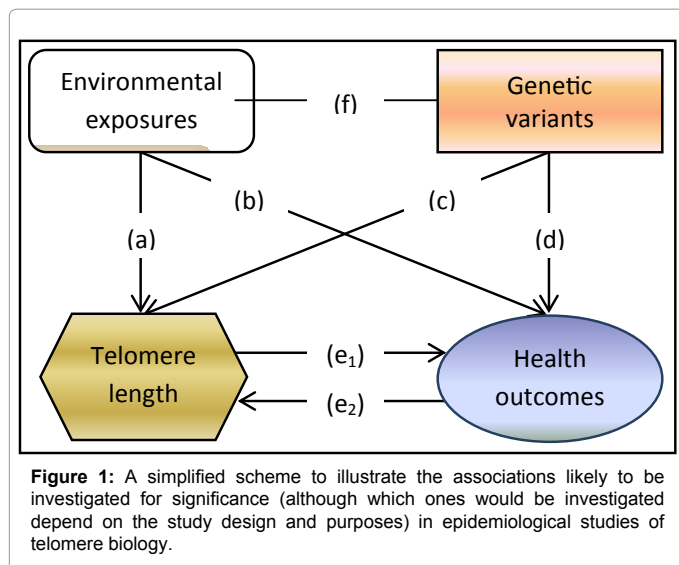 Environmental
exposures
(f)
Genetic
variants
(b)
(c)
(a)
(d)
Telomere
length
(e₁)
(e₂)
Health
outcomes
Figure 1: A simplified scheme to illustrate the associations likely to be
investigated for significance (although which ones would be investigated
depend on the study design and purposes) in epidemiological studies of
telomere biology.